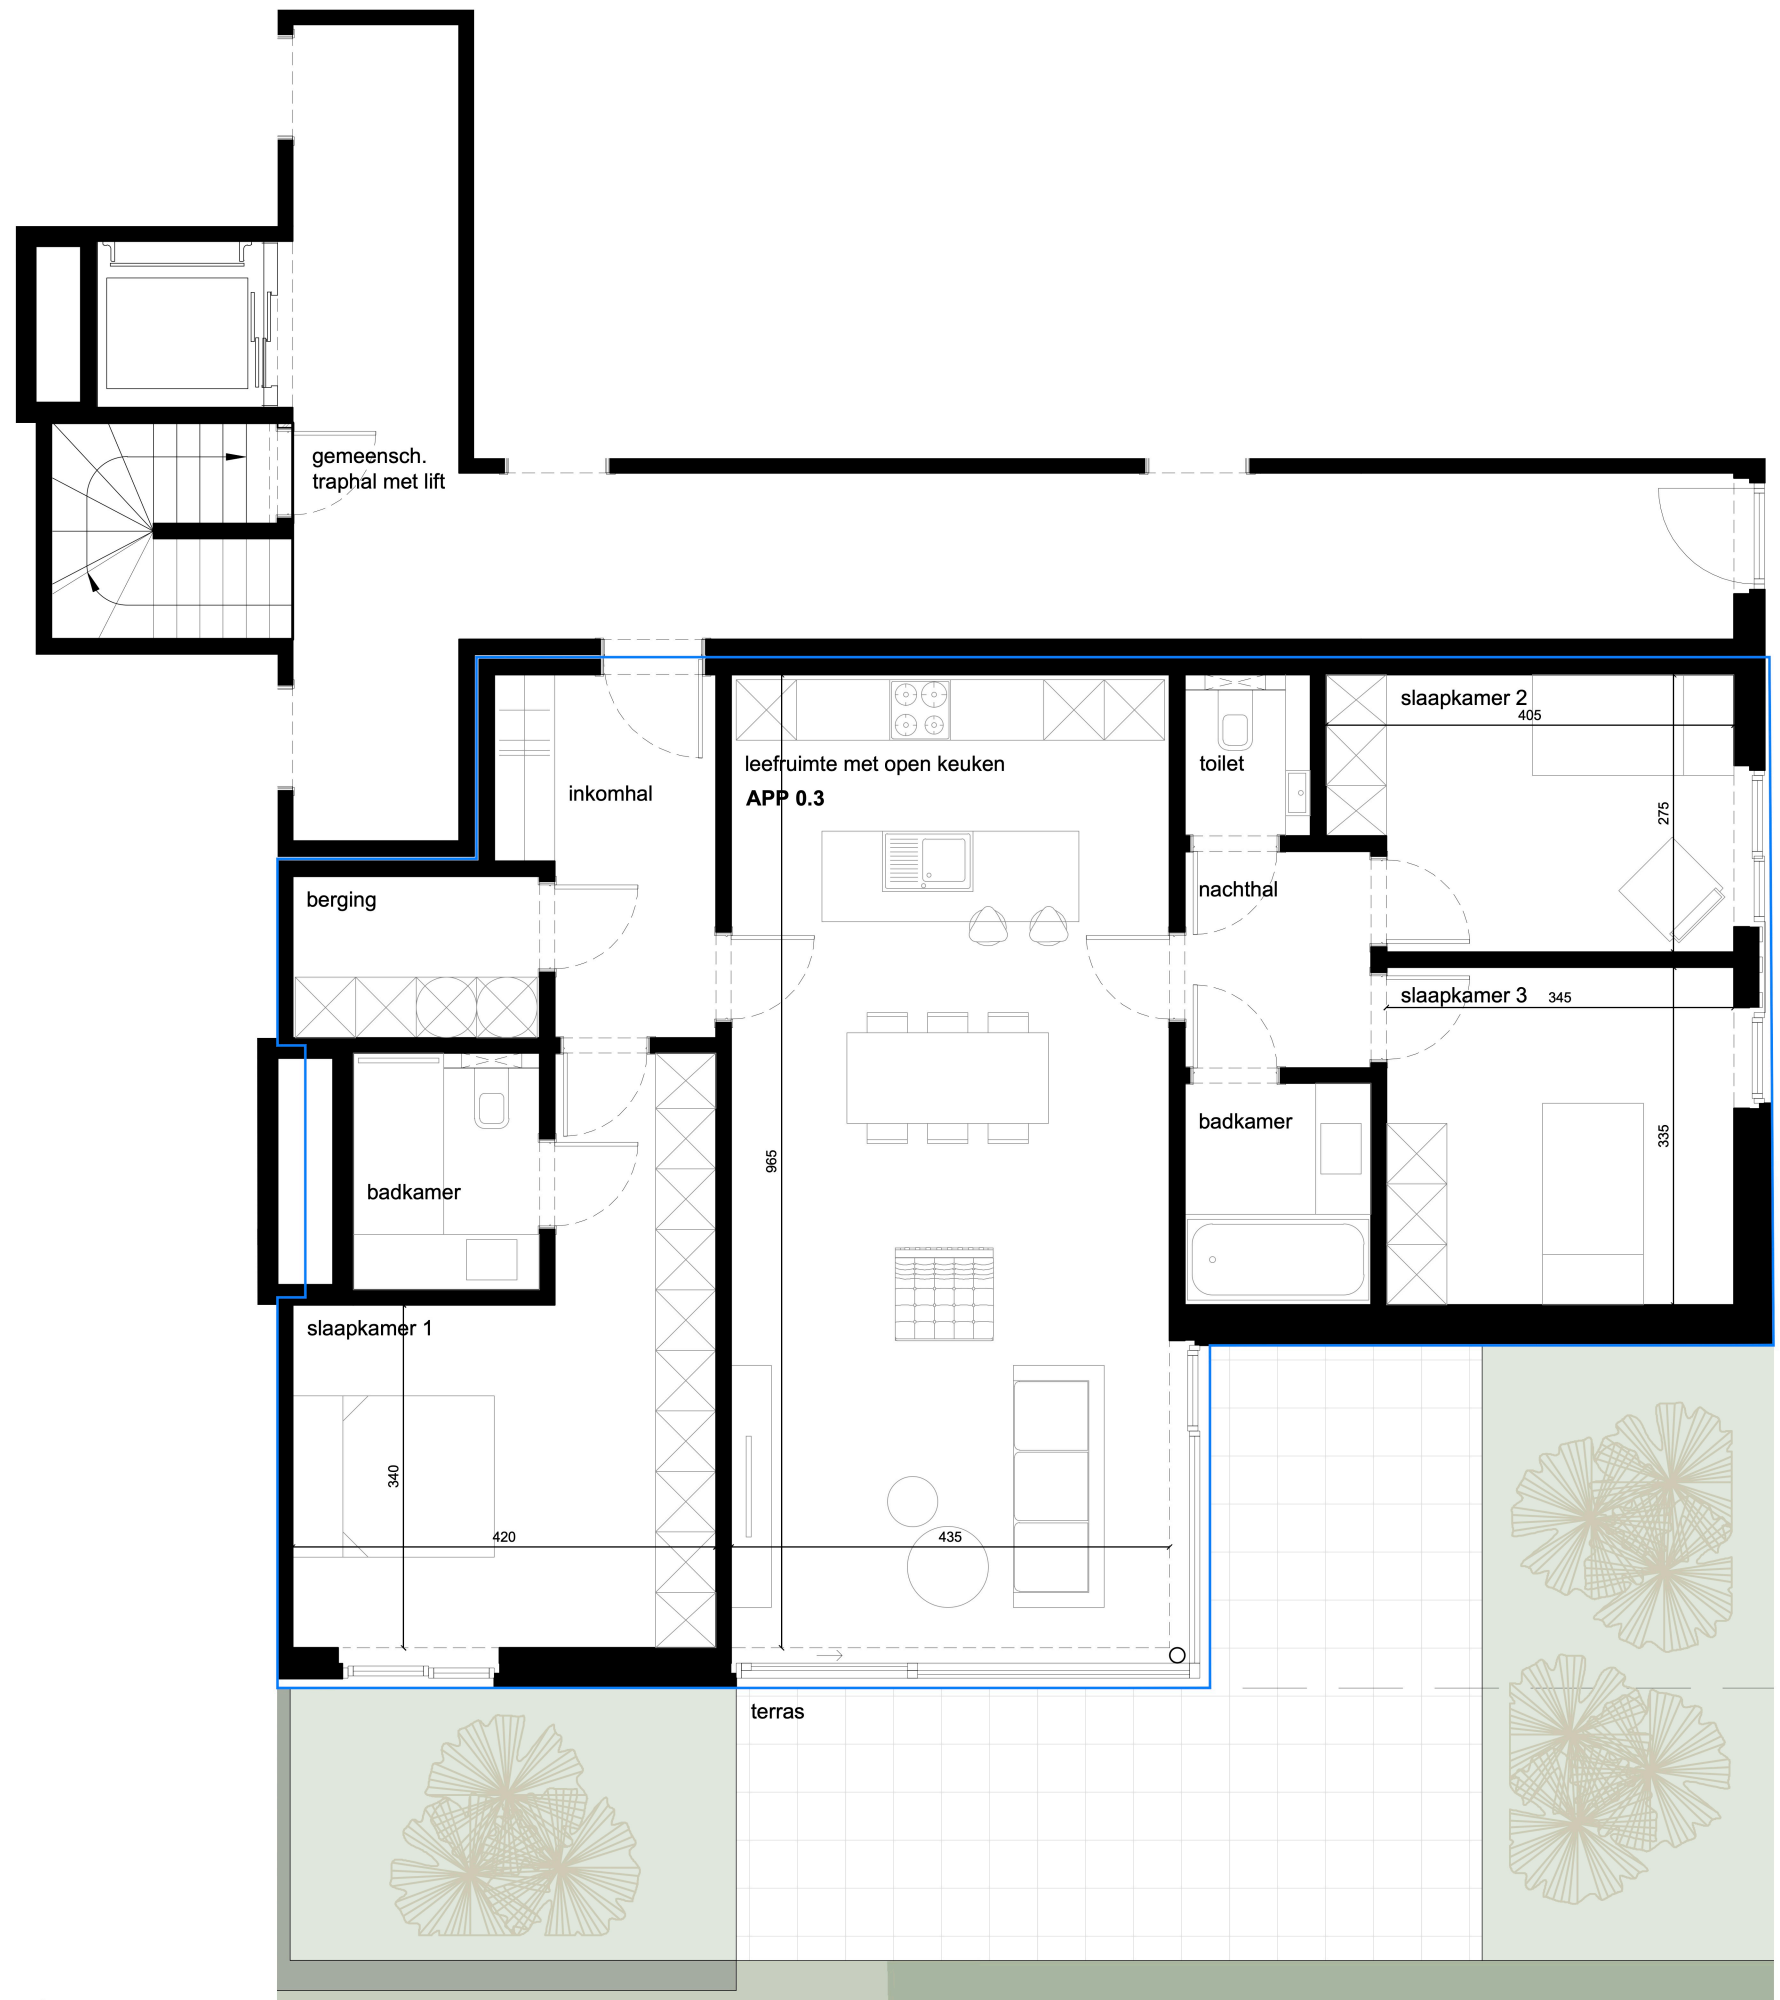 gemeensch.
traphal met lift
slaapkamer 2
405
leefruimte met open keuken
toilet
inkomhal
APP 0.3
275
nachthal
berging
slaapkamer 3
345
badkamer
335
965
badkamer
slaapkamer 1
340
420
435
terras